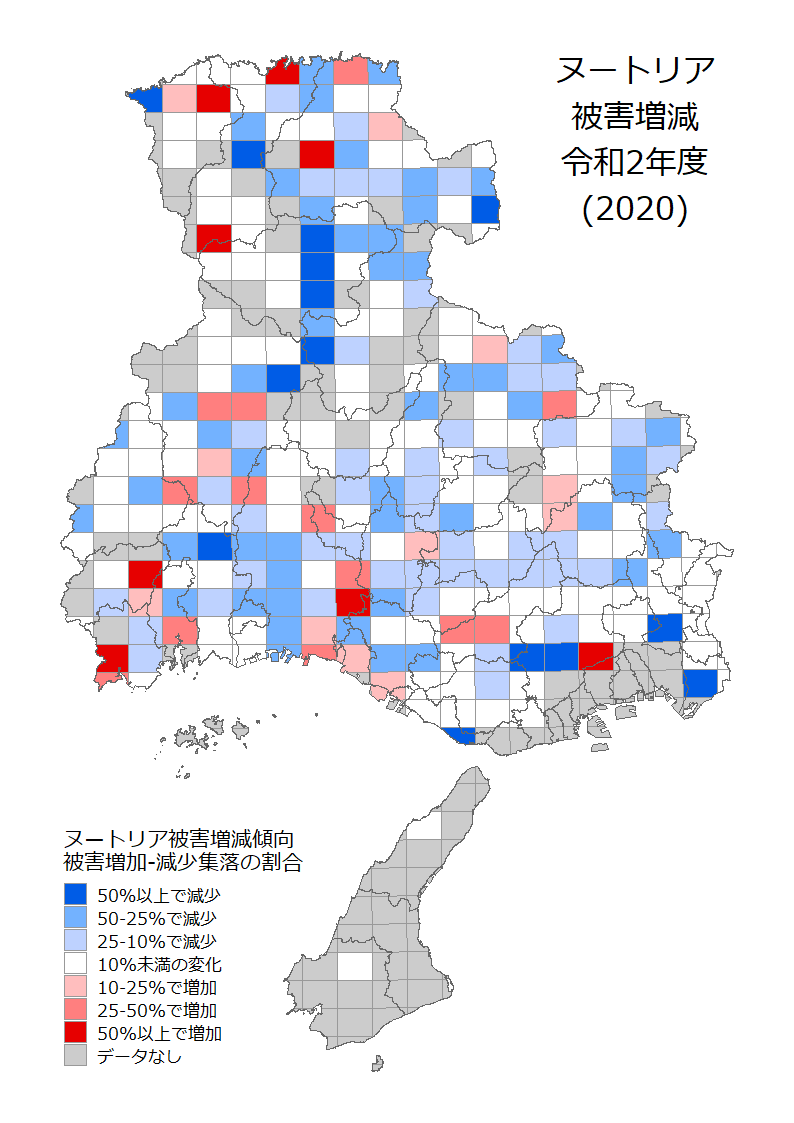 ヌートリア
被害増減
令和2年度
(2020)
ヌートリア被害増減傾向
被害増加-減少集落の割合
50%以上で減少
50-25%で減少
25-10%で減少
10%未満の変化
10-25%で増加
25-50%で増加
50%以上で増加
データなし